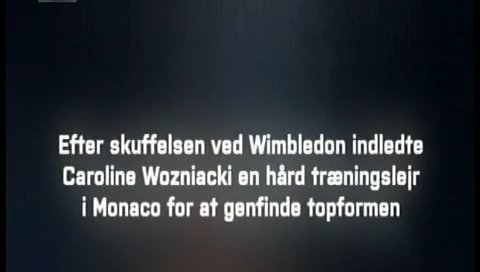 Efter skuffelsen ved Wimbledon indledte
Caroline Wozniacki en hård træningslejr
i Monaco for at genfinde topformen